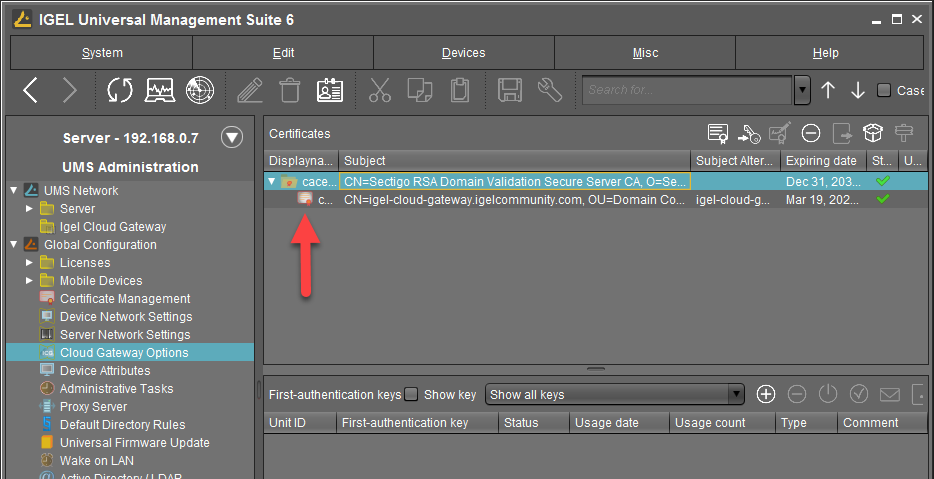 IGEL Universal Management Suite 6
System Edit Devices Misc Help
Search for... Case
Server - 192.168.0.7
UMS Administration
UMS Network
Server
Igel Cloud Gateway
Global Configuration
Licenses
Mobile Devices
Certificate Management
Device Network Settings
Server Network Settings
Cloud Gateway Options
Device Attributes
Administrative Tasks
Proxy Server
Default Directory Rules
Universal Firmware Update
Wake on LAN
Active Directory / LDAP
Certificates
Displayna... Subject Subject Alter... Expiring date St... U...
cace... CN=Sectigo RSA Domain Validation Secure Server CA, O=Se... Dec 31, 203...
c... CN=igel-cloud-gateway.igelcommunity.com, OU=Domain Co... igel-cloud-g... Mar 19, 202...
First-authentication keys Show key Show all keys
Unit ID First-authentication key Status Usage date Usage count Type Comment